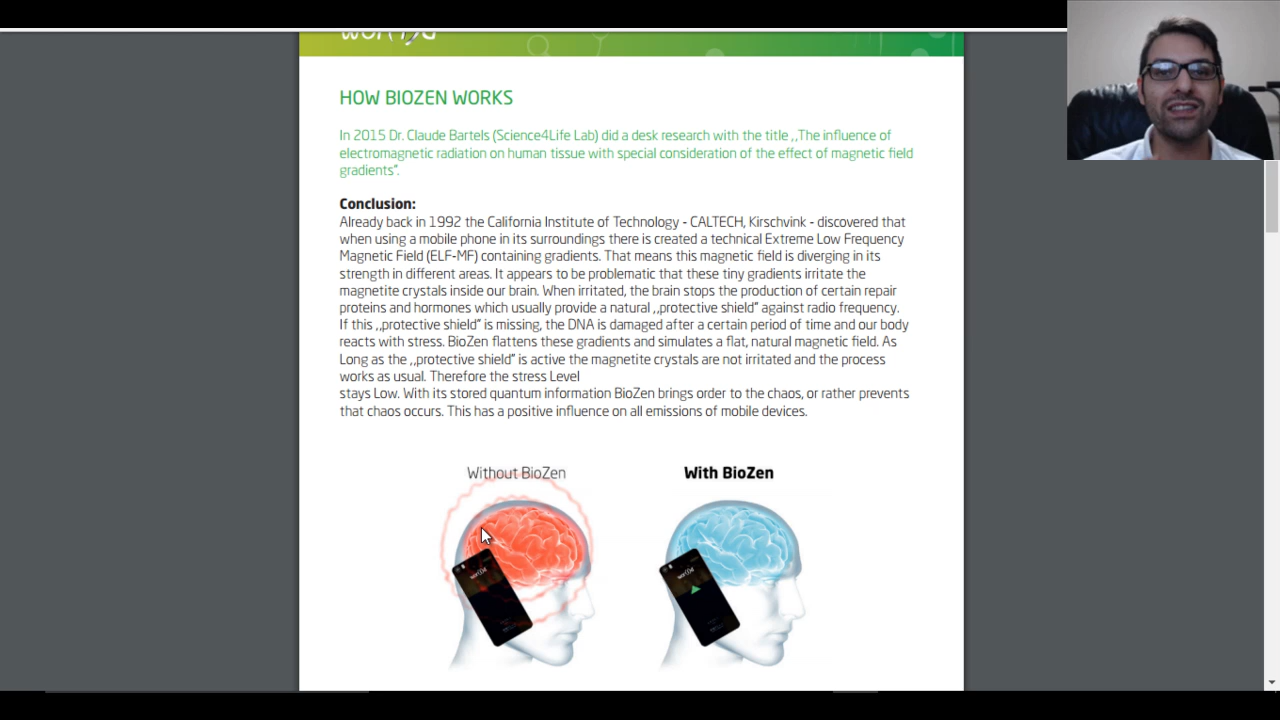 HOW BIOZEN WORKS
In 2015 Dr. Claude Bartels (Science4Life Lab) did a desk research with the title ,,The influence of
electromagnetic radiation on human tissue with special consideration of the effect of magnetic field
gradients".
Conclusion:
Already back in 1992 the California Institute of Technology - CALTECH, Kirschvink - discovered that
when using a mobile phone in its surroundings there is created a technical Extreme Low Frequency
Magnetic Field (ELF-MF) containing gradients. That means this magnetic field is diverging in its
strength in different areas. It appears to be problematic that these tiny gradients irritate the
magnetite crystals inside our brain. When irritated, the brain stops the production of certain repair
proteins and hormones which usually provide a natural ,,protective shield" against radio frequency.
If this ,,protective shield" is missing, the DNA is damaged after a certain period of time and our body
reacts with stress. BioZen flattens these gradients and simulates a flat, natural magnetic field. As
Long as the ,,protective shield" is active the magnetite crystals are not irritated and the process
works as usual. Therefore the stress Level
stays Low. With its stored quantum information BioZen brings order to the chaos, or rather prevents
that chaos occurs. This has a positive influence on all emissions of mobile devices.
Without BioZen
With BioZen